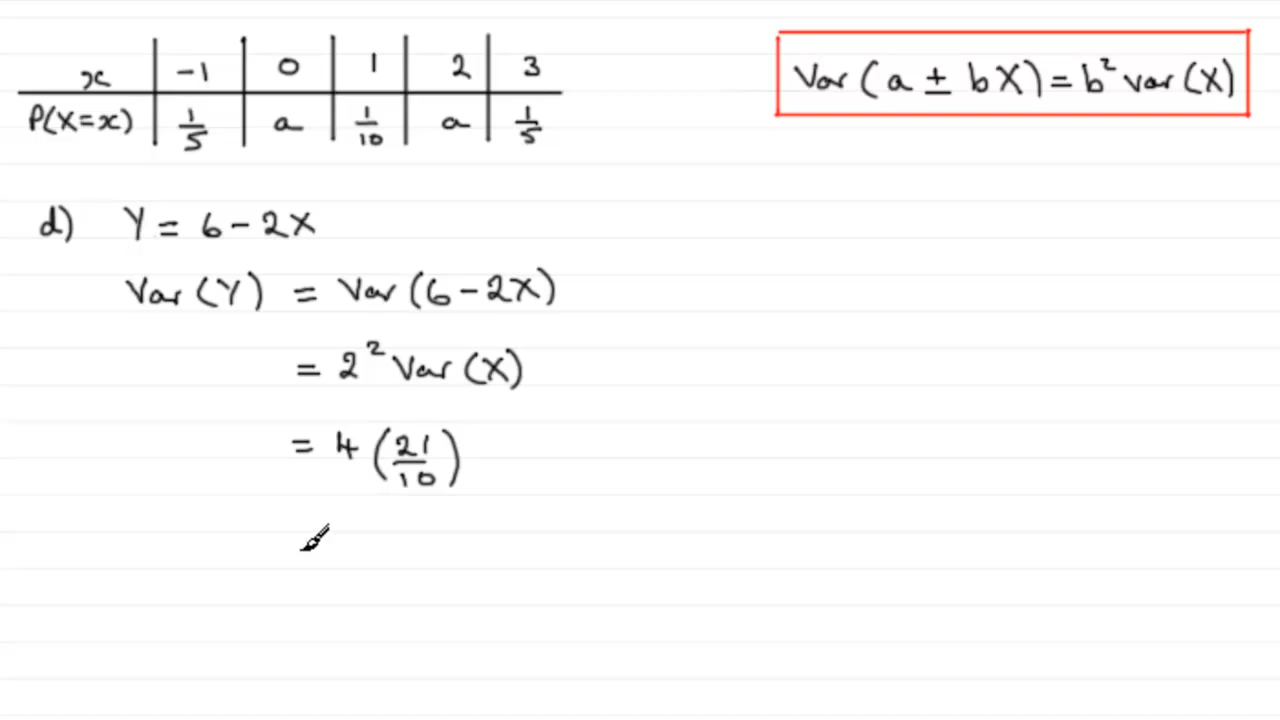 x | -1 | 0 | 1 | 2 | 3
P(X=x) | 1/5 | a | 1/10 | a | 1/5
Var(a ± bX) = b² Var(X)
d) Y = 6 - 2X
Var(Y) = Var(6 - 2X)
= 2² Var(X)
= 4(21/10)